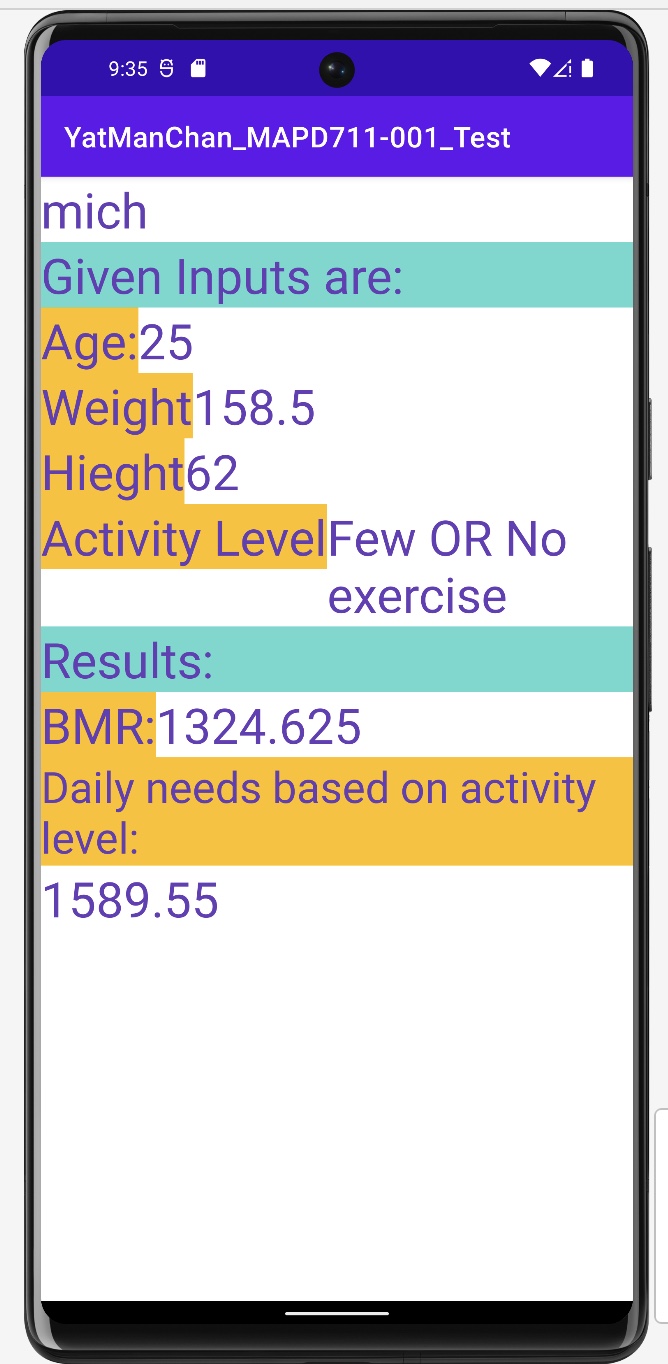 9:35
YatManChan_MAPD711-001_Test
mich
Given Inputs are:
Age:25
Weight158.5
Hieght62
Activity LevelFew OR No
exercise
Results:
BMR:1324.625
Daily needs based on activity
level:
1589.55